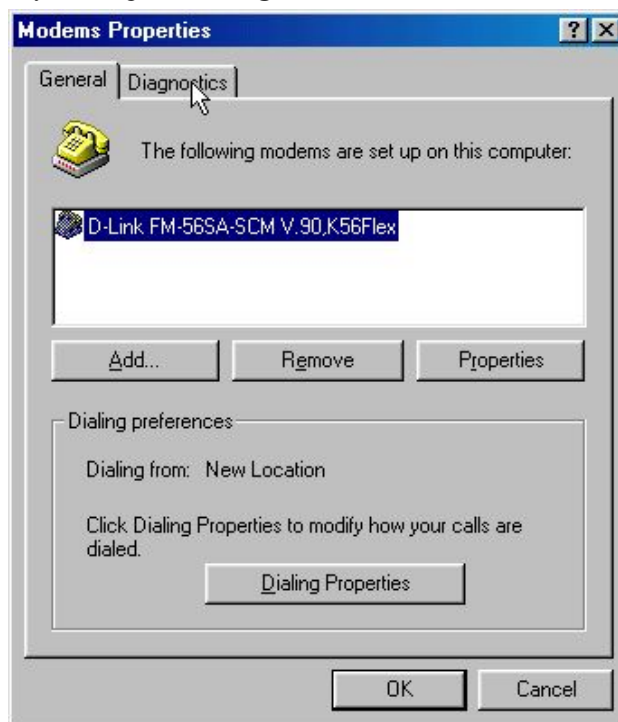 Modems Properties
General
Diagnostics
The following modems are set up on this computer:
D-Link FM-56SA-SCM V.90,K56Flex
Add...
Remove
Properties
Dialing preferences
Dialing from: New Location
Click Dialing Properties to modify how your calls are
dialed.
Dialing Properties
OK
Cancel